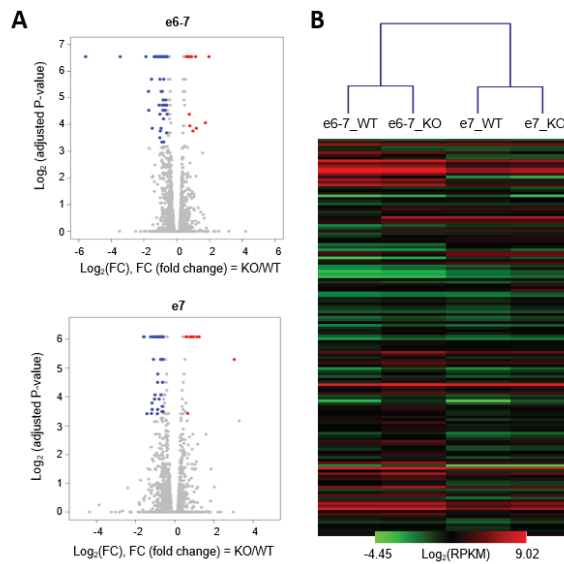 A
B
e6-7
7
6
5
4
3
2
1
0
Log2 (adjusted P-value)
-6 -4 -2 0 2 4 6
Log2(FC), FC (fold change) = KO/WT
e7
6
5
4
3
2
1
0
Log2 (adjusted P-value)
-4 -2 0 2 4
Log2(FC), FC (fold change) = KO/WT
e6-7_WT e6-7_KO e7_WT e7_KO
-4.45 Log2(RPKM) 9.02